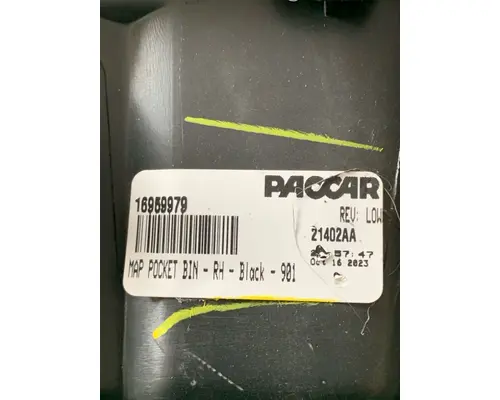 PACCAR
16959979
REV: LOW
21402AA
57:47
Oct 16 2023
MAP POCKET BIN - RH - Black - 901